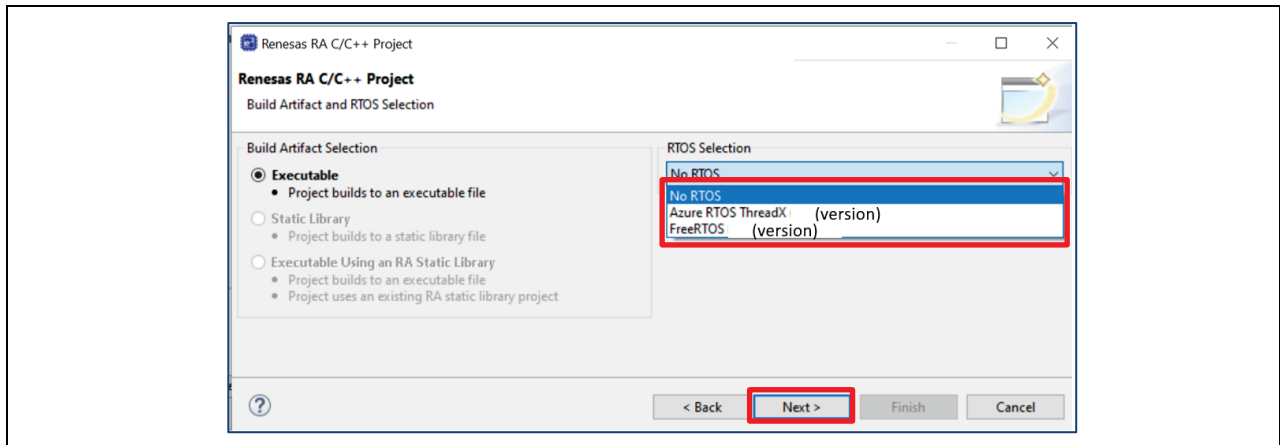 Renesas RA C/C++ Project
Renesas RA C/C++ Project
Build Artifact and RTOS Selection
Build Artifact Selection
Executable
• Project builds to an executable file
Static Library
• Project builds to a static library file
Executable Using an RA Static Library
• Project builds to an executable file
• Project uses an existing RA static library project
RTOS Selection
No RTOS
No RTOS
Azure RTOS ThreadX (version)
FreeRTOS (version)
?
< Back
Next >
Finish
Cancel